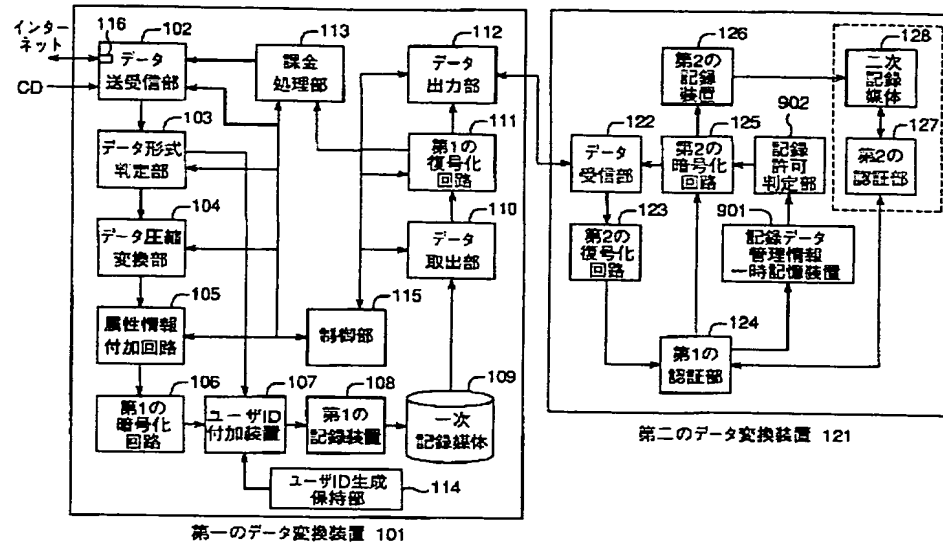 インター
ネット
CD
116
102
データ
送受信部
103
データ形式
判定部
104
データ圧縮
変換部
105
属性情報
付加回路
106
第1の
暗号化
回路
113
課金
処理部
107
ユーザID
付加装置
115
制御部
108
第1の
記録装置
ユーザID生成
保持部
114
112
データ
出力部
111
第1の
復号化
回路
110
データ
取出部
109
一次
記録媒体
第一のデータ変換装置 101
122
データ
受信部
123
第2の
復号化
回路
126
第2の
記録
装置
125
第2の
暗号化
回路
124
第1の
認証部
902
記録
許可
判定部
901
記録データ
管理情報
一時記憶装置
128
二次
記録
媒体
127
第2の
認証部
第二のデータ変換装置 121